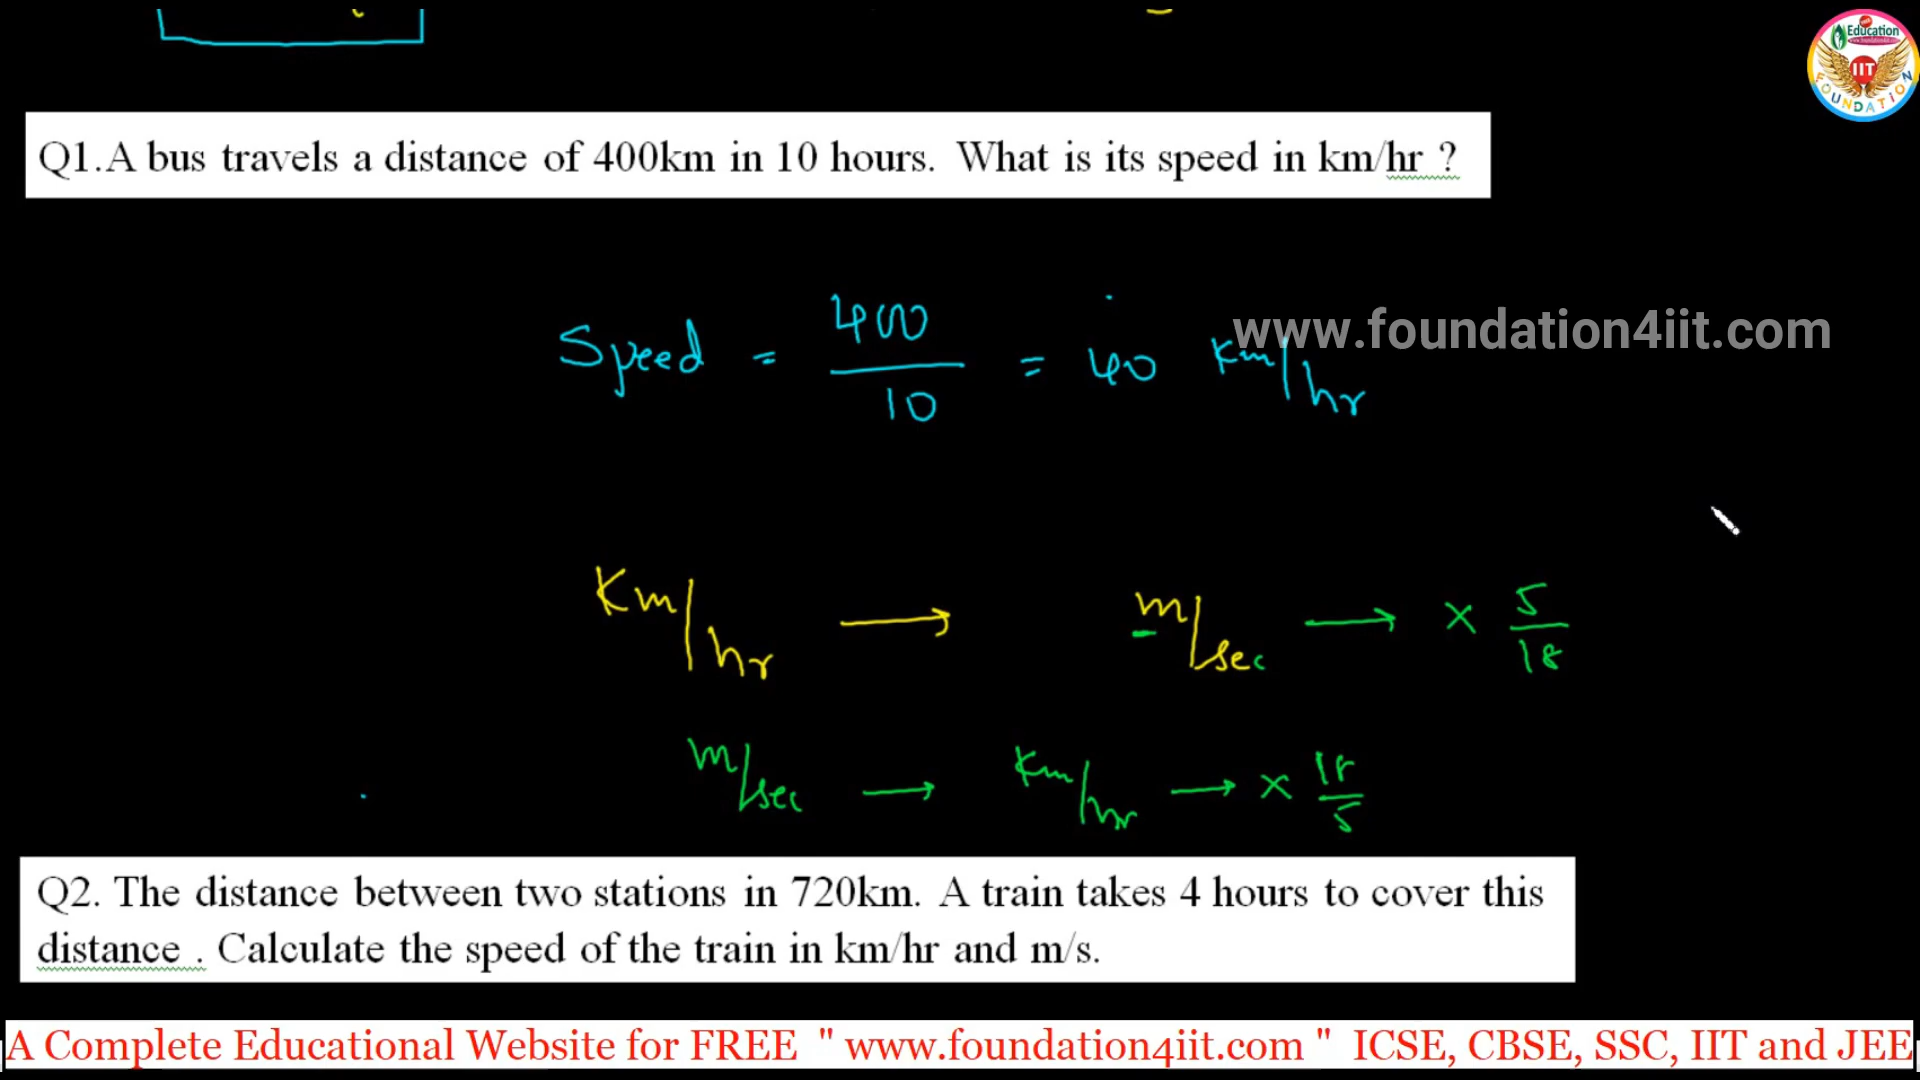 Education
IIT
FOUNDATION
Q1.A bus travels a distance of 400km in 10 hours. What is its speed in km/hr ?
www.foundation4iit.com
Speed = 400/10 = 40 Km/hr
Km/hr → m/sec → × 5/18
m/sec → Km/hr → × 18/5
Q2. The distance between two stations in 720km. A train takes 4 hours to cover this
distance . Calculate the speed of the train in km/hr and m/s.
A Complete Educational Website for FREE " www.foundation4iit.com " ICSE, CBSE, SSC, IIT and JEE